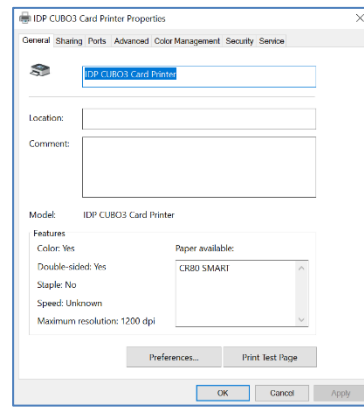 IDP CUBO3 Card Printer Properties
General Sharing Ports Advanced Color Management Security Service
IDP CUBO3 Card Printer
Location:
Comment:
Model: IDP CUBO3 Card Printer
Features
Color: Yes
Paper available:
Double-sided: Yes
CR80 SMART
Staple: No
Speed: Unknown
Maximum resolution: 1200 dpi
Preferences...
Print Test Page
OK
Cancel
Apply